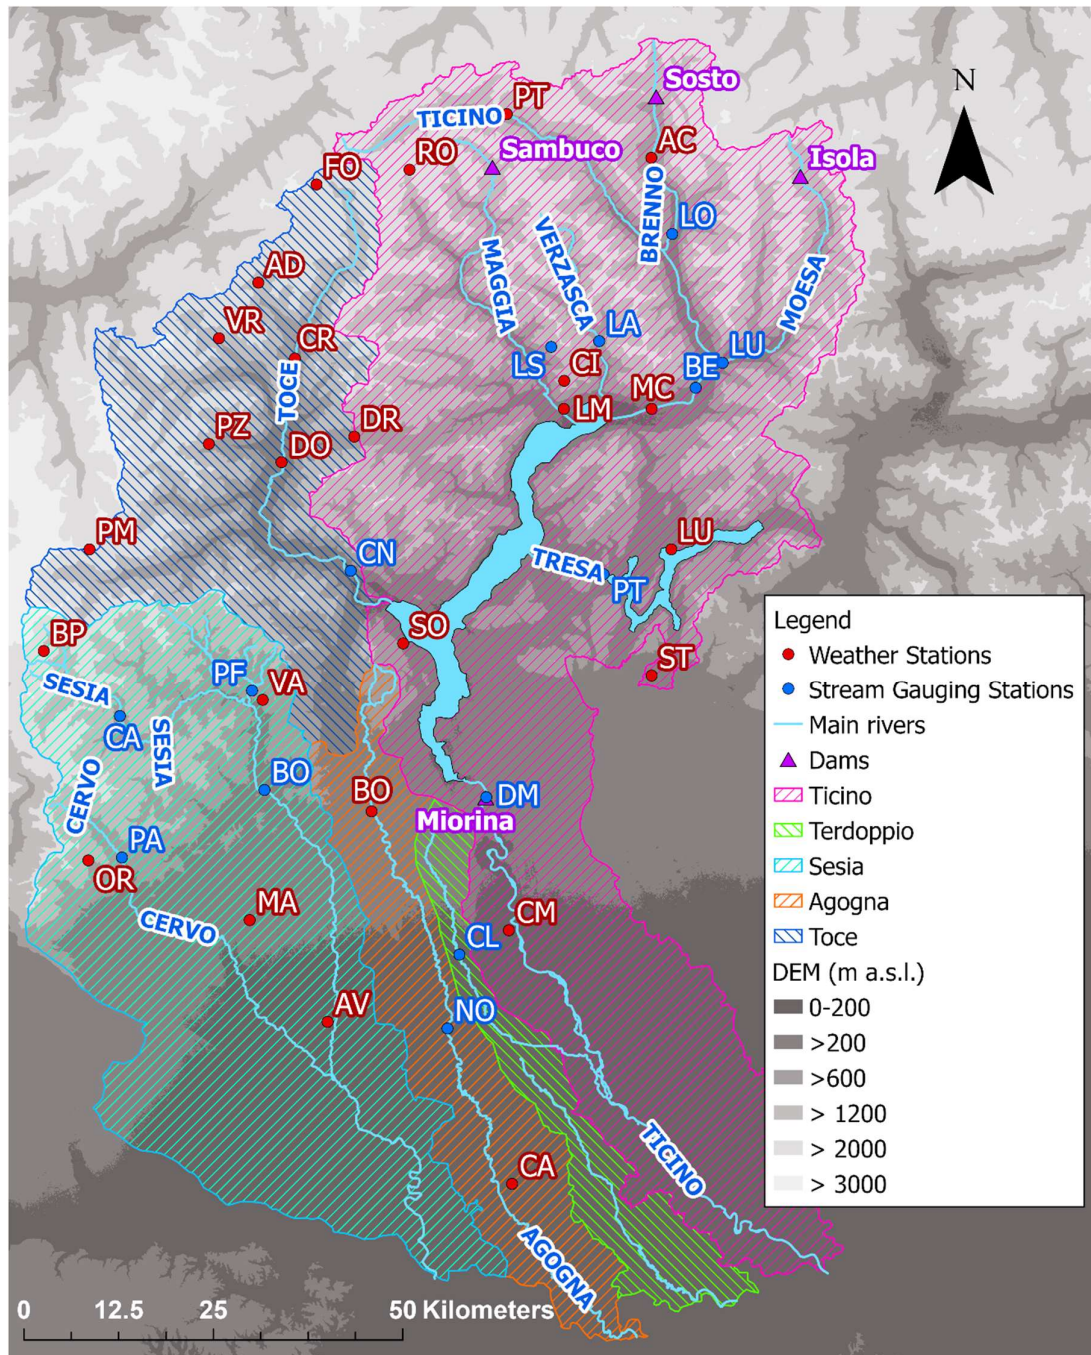 N
Sosto
PT
TICINO
AC
RO
Sambuco
Isola
FO
LO
BRENNO
VERZASCA
MAGGIA
MOESA
AD
VR
CR
LA
LS
LU
CI
BE
TOCE
MC
LM
DR
PZ
DO
PM
LU
CN
TRESA
PT
SO
BP
ST
PF
VA
SESIA
CA
SESIA
BO
CERVO
BO
DM
Miorina
PA
OR
MA
CERVO
CM
CL
AV
NO
TICINO
CA
AGOGNA
Legend
Weather Stations
Stream Gauging Stations
Main rivers
Dams
Ticino
Terdoppio
Sesia
Agogna
Toce
DEM (m a.s.l.)
0-200
>200
>600
> 1200
> 2000
> 3000
0 12.5 25 50 Kilometers